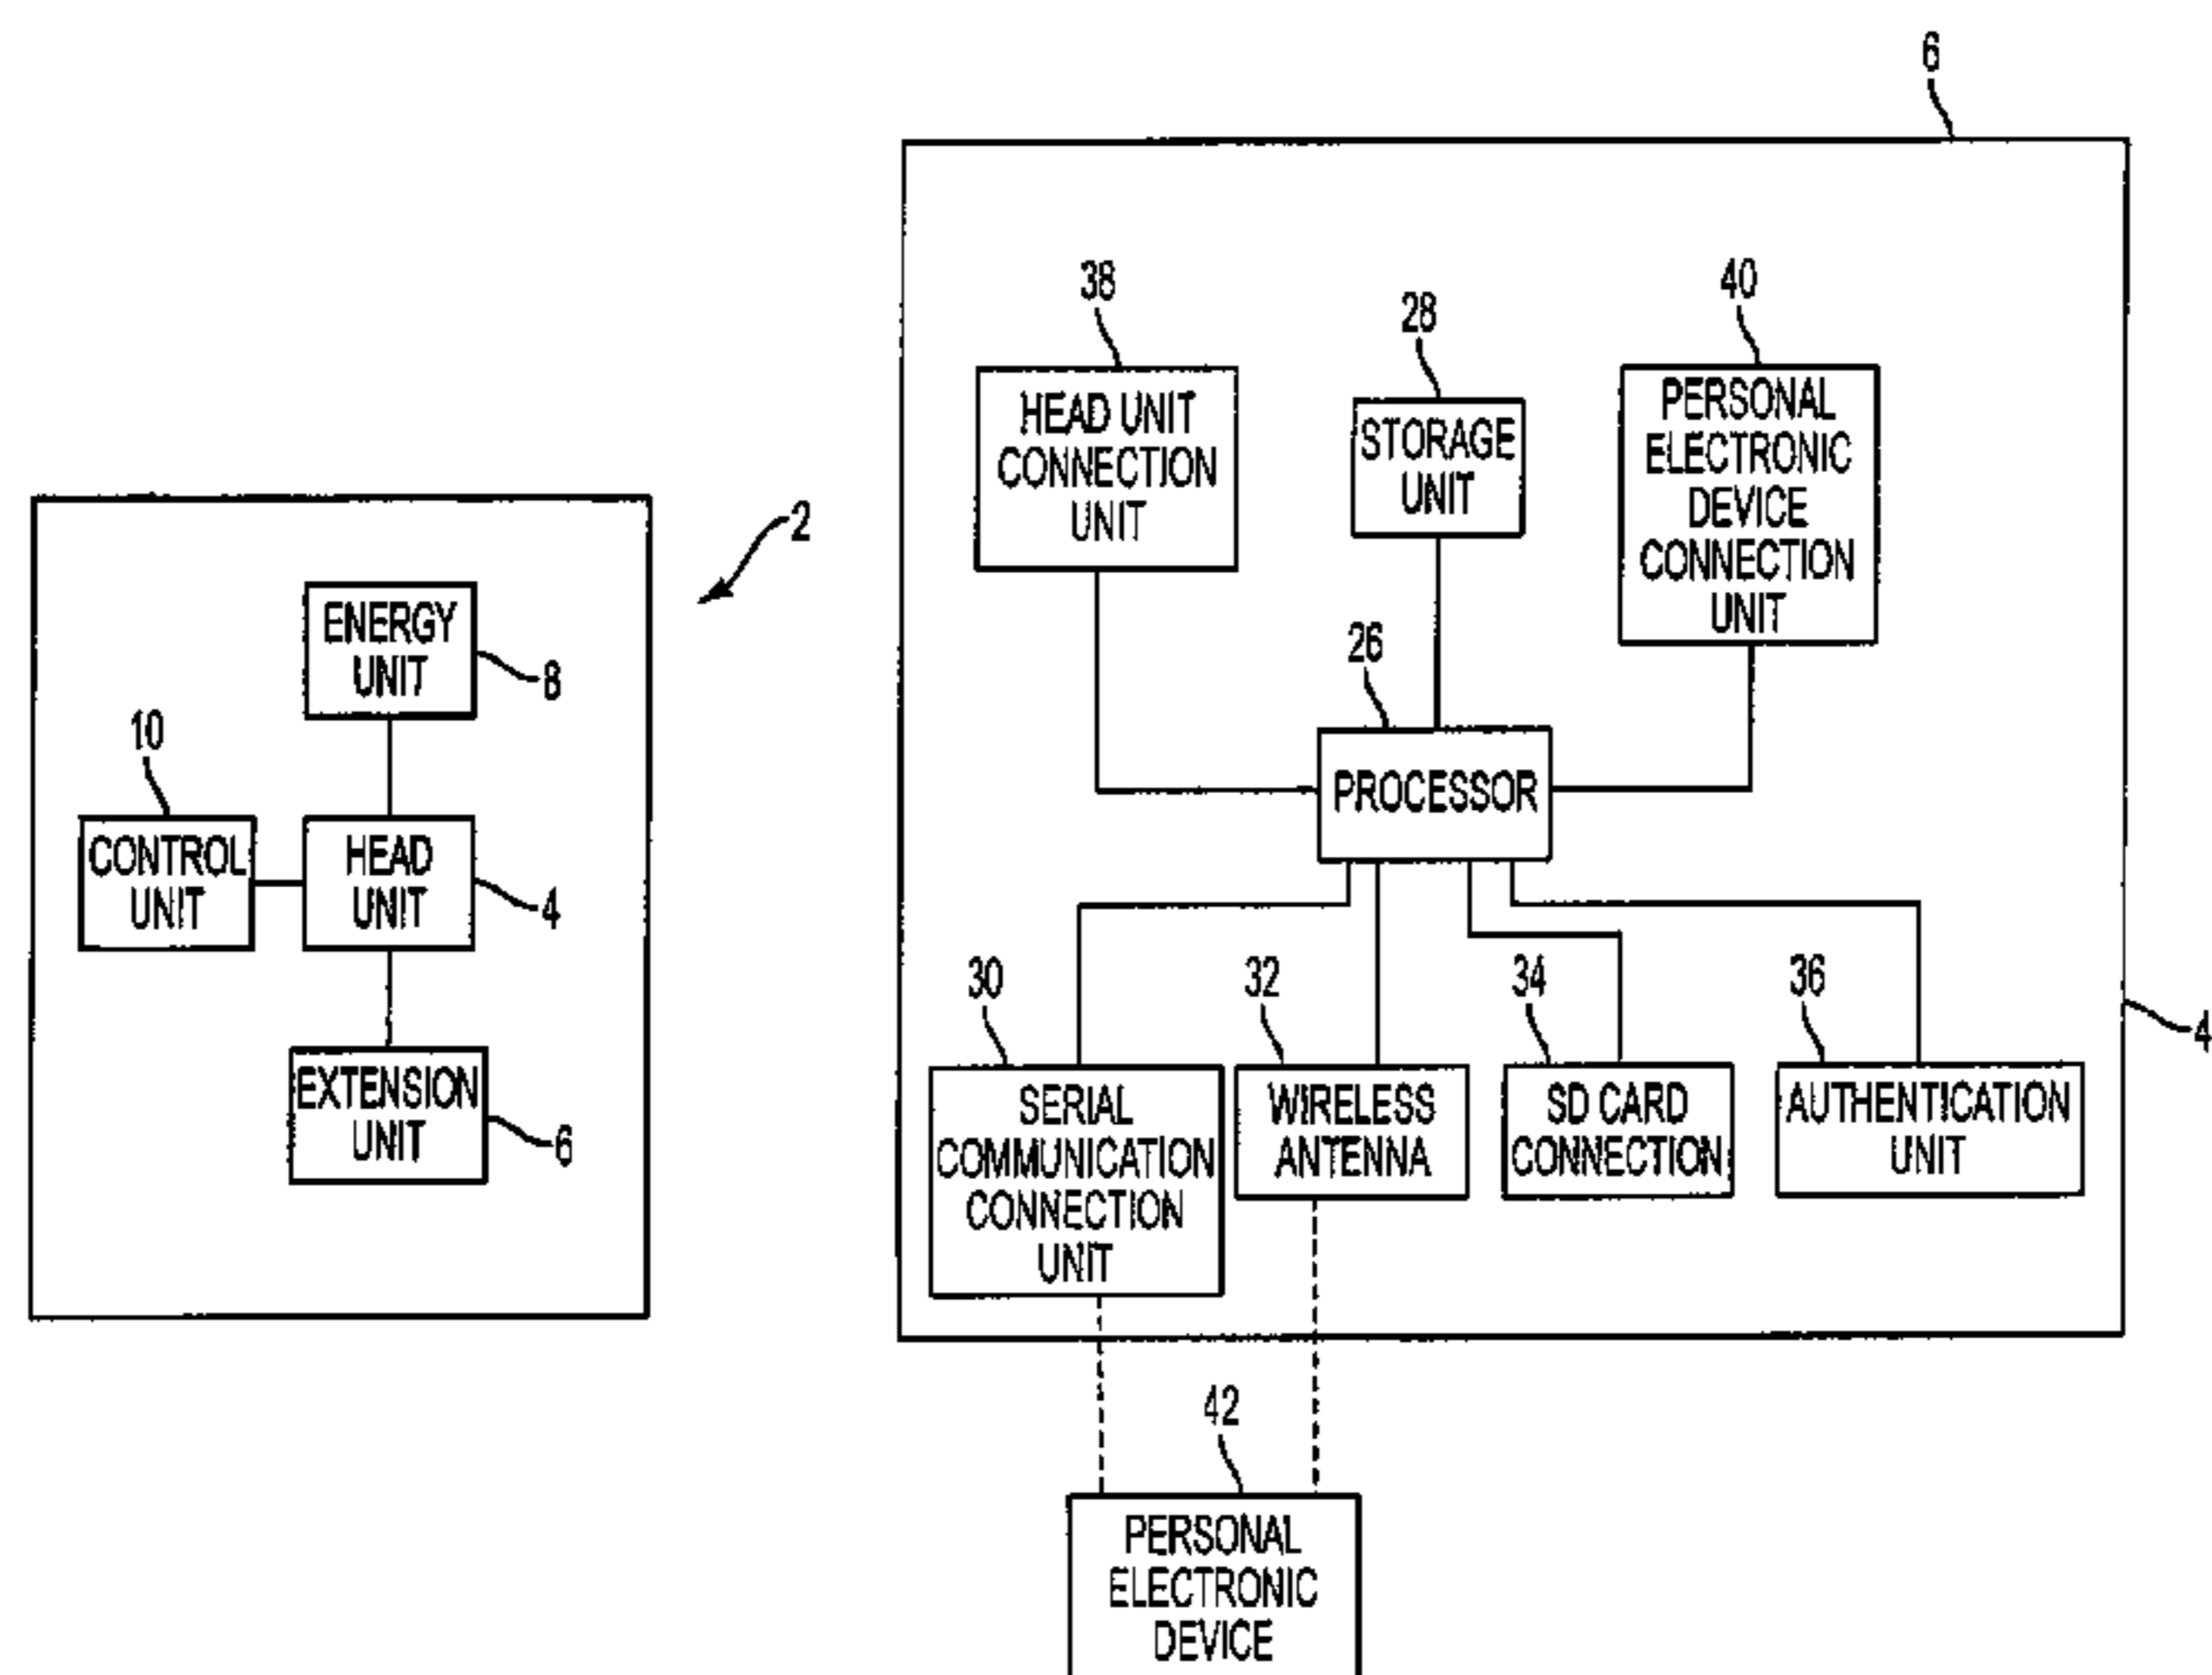 2
ENERGY
UNIT
8
10
CONTROL
UNIT
HEAD
UNIT
4
EXTENSION
UNIT
6
6
38
HEAD UNIT
CONNECTION
UNIT
28
STORAGE
UNIT
40
PERSONAL
ELECTRONIC
DEVICE
CONNECTION
UNIT
26
PROCESSOR
30
SERIAL
COMMUNICATION
CONNECTION
UNIT
32
WIRELESS
ANTENNA
34
SD CARD
CONNECTION
36
AUTHENTICATION
UNIT
4
42
PERSONAL
ELECTRONIC
DEVICE